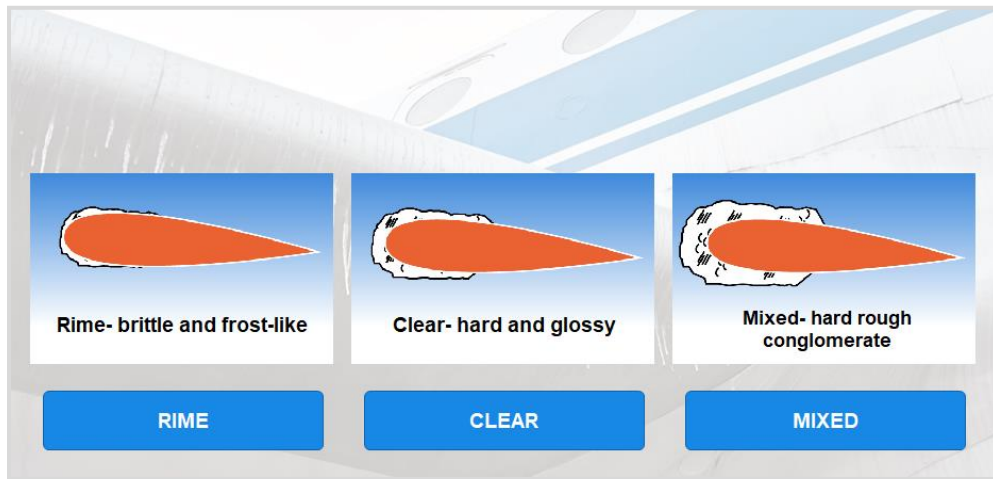 Rime- brittle and frost-like
Clear- hard and glossy
Mixed- hard rough
conglomerate
RIME
CLEAR
MIXED